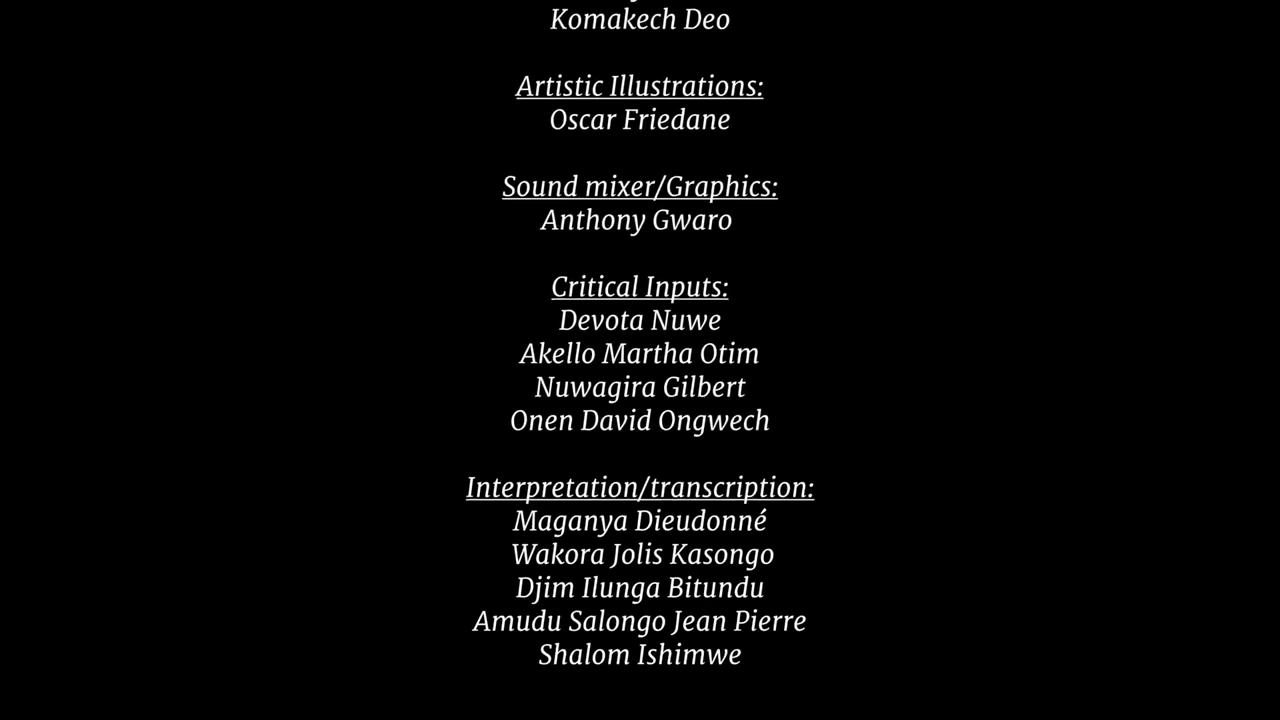 Komakech Deo
Artistic Illustrations:
Oscar Friedane
Sound mixer/Graphics:
Anthony Gwaro
Critical Inputs:
Devota Nuwe
Akello Martha Otim
Nuwagira Gilbert
Onen David Ongwech
Interpretation/transcription:
Maganya Dieudonné
Wakora Jolis Kasongo
Djim Ilunga Bitundu
Amudu Salongo Jean Pierre
Shalom Ishimwe